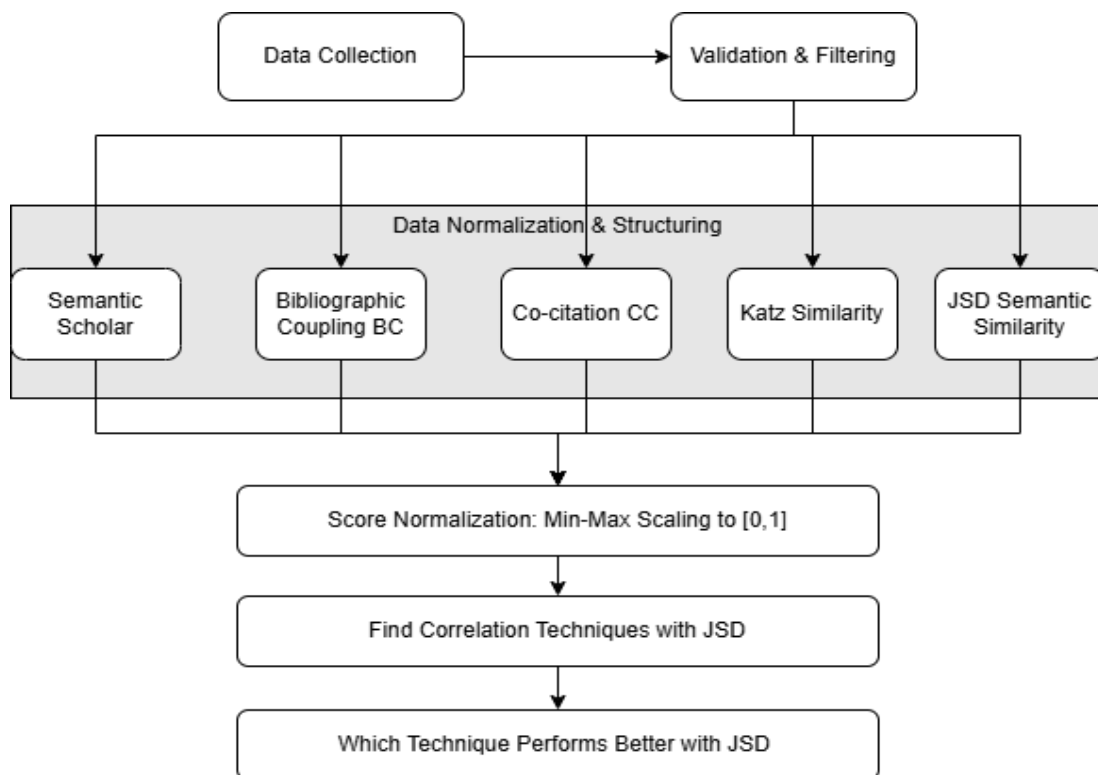 Data Collection
Validation & Filtering
Data Normalization & Structuring
Semantic
Scholar
Bibliographic
Coupling BC
Co-citation CC
Katz Similarity
JSD Semantic
Similarity
Score Normalization: Min-Max Scaling to [0,1]
Find Correlation Techniques with JSD
Which Technique Performs Better with JSD